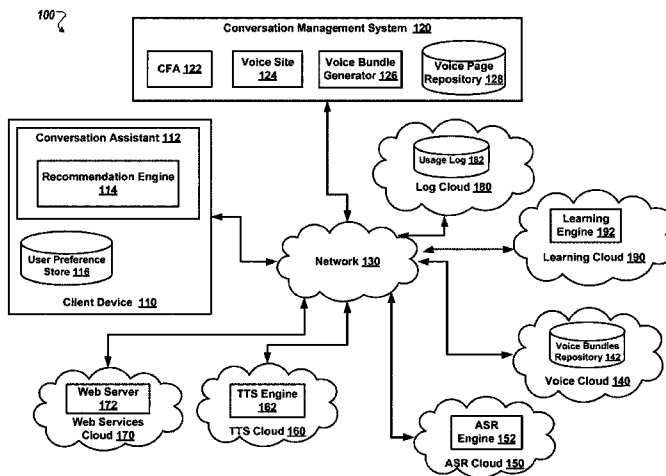 100
Conversation Management System 120
CFA 122
Voice Site
124
Voice Bundle
Generator 126
Voice Page
Repository 128
Conversation Assistant 112
Recommendation Engine
114
User Preference
Store 116
Client Device 110
Usage Log 182
Log Cloud 180
Learning
Engine 192
Learning Cloud 190
Network 130
Voice Bundles
Repository 142
Voice Cloud 140
Web Server
172
Web Services
Cloud 170
TTS Engine
162
TTS Cloud 160
ASR
Engine 152
ASR Cloud 150